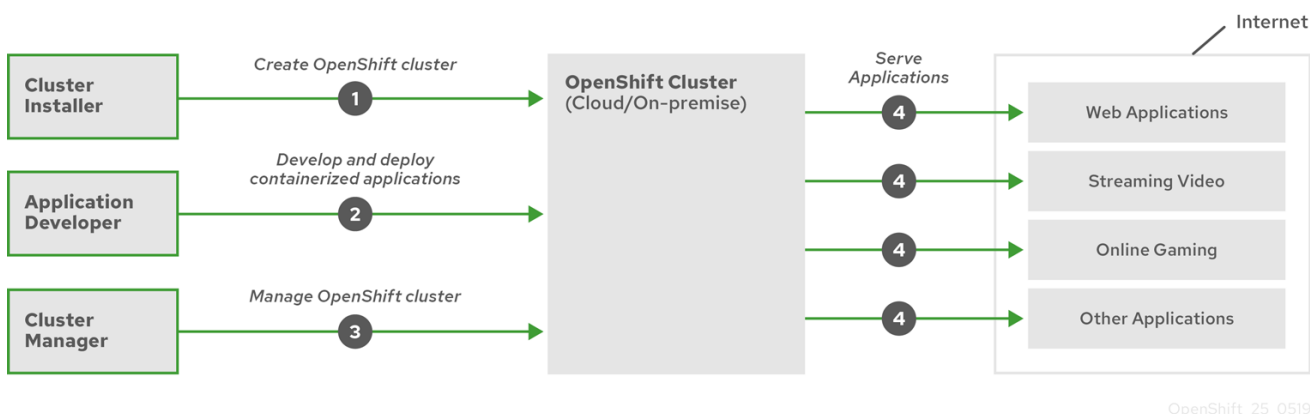 Internet
Cluster
Installer
Create OpenShift cluster
1
OpenShift Cluster
(Cloud/On-premise)
Serve
Applications
4
Web Applications
Application
Developer
Develop and deploy
containerized applications
2
4
Streaming Video
4
Online Gaming
Cluster
Manager
Manage OpenShift cluster
3
4
Other Applications
OpenShift_25_0519